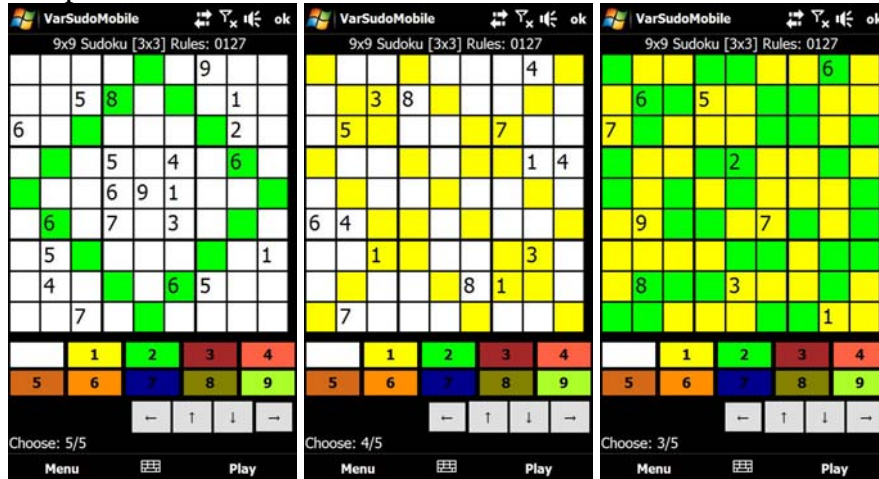 VarSudoMobile ok
9x9 Sudoku [3x3] Rules: 0127
9
5 8 1
6 2
5 4 6
6 9 1
6 7 3
5 1
4 6 5
7
1 2 3 4
5 6 7 8 9
← ↑ ↓ →
Choose: 5/5
Menu Play
VarSudoMobile ok
9x9 Sudoku [3x3] Rules: 0127
4
3 8
5 7
1 4
6 4
1 3
8 1
7
1 2 3 4
5 6 7 8 9
← ↑ ↓ →
Choose: 4/5
Menu Play
VarSudoMobile ok
9x9 Sudoku [3x3] Rules: 0127
6
6 5
7
2
9 7
8 3
1
1 2 3 4
5 6 7 8 9
← ↑ ↓ →
Choose: 3/5
Menu Play